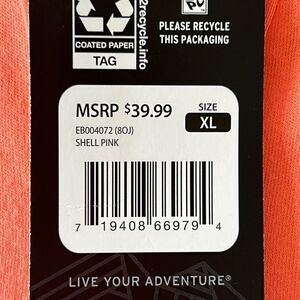 2recycle.info
COATED PAPER
TAG
PLEASE RECYCLE
THIS PACKAGING
MSRP $39.99
SIZE
XL
EB004072 (8OJ)
SHELL PINK
7 19408 66979 4
LIVE YOUR ADVENTURE®